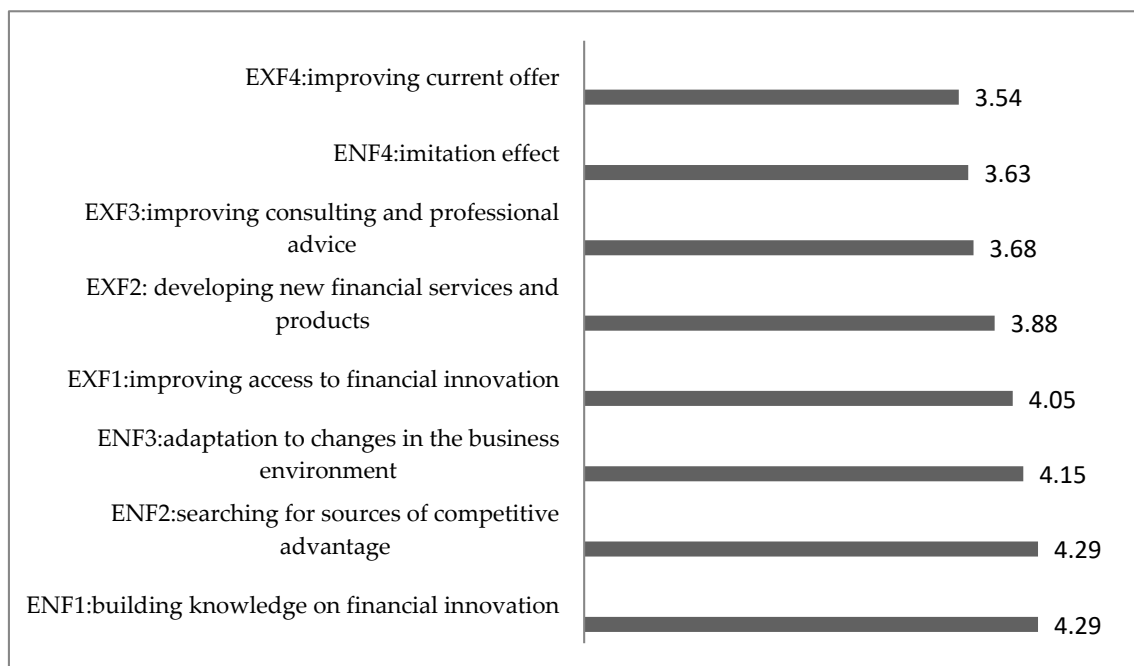 EXF4:improving current offer
3.54
ENF4:imitation effect
3.63
EXF3:improving consulting and professional
advice
3.68
EXF2: developing new financial services and
products
3.88
EXF1:improving access to financial innovation
4.05
ENF3:adaptation to changes in the business
environment
4.15
ENF2:searching for sources of competitive
advantage
4.29
ENF1:building knowledge on financial innovation
4.29